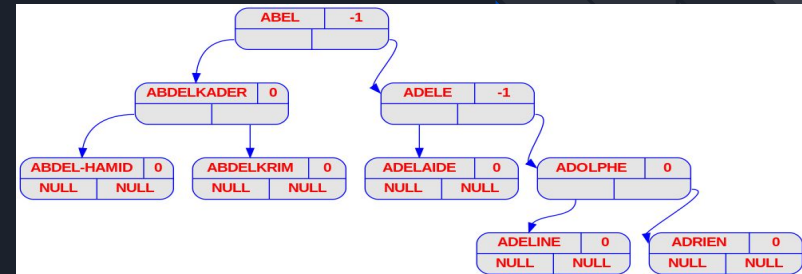 ABEL -1
ABDELKADER 0
ADELE -1
ABDEL-HAMID 0
NULL NULL
ABDELKRIM 0
NULL NULL
ADELAIDE 0
NULL NULL
ADOLPHE 0
ADELINE 0
NULL NULL
ADRIEN 0
NULL NULL